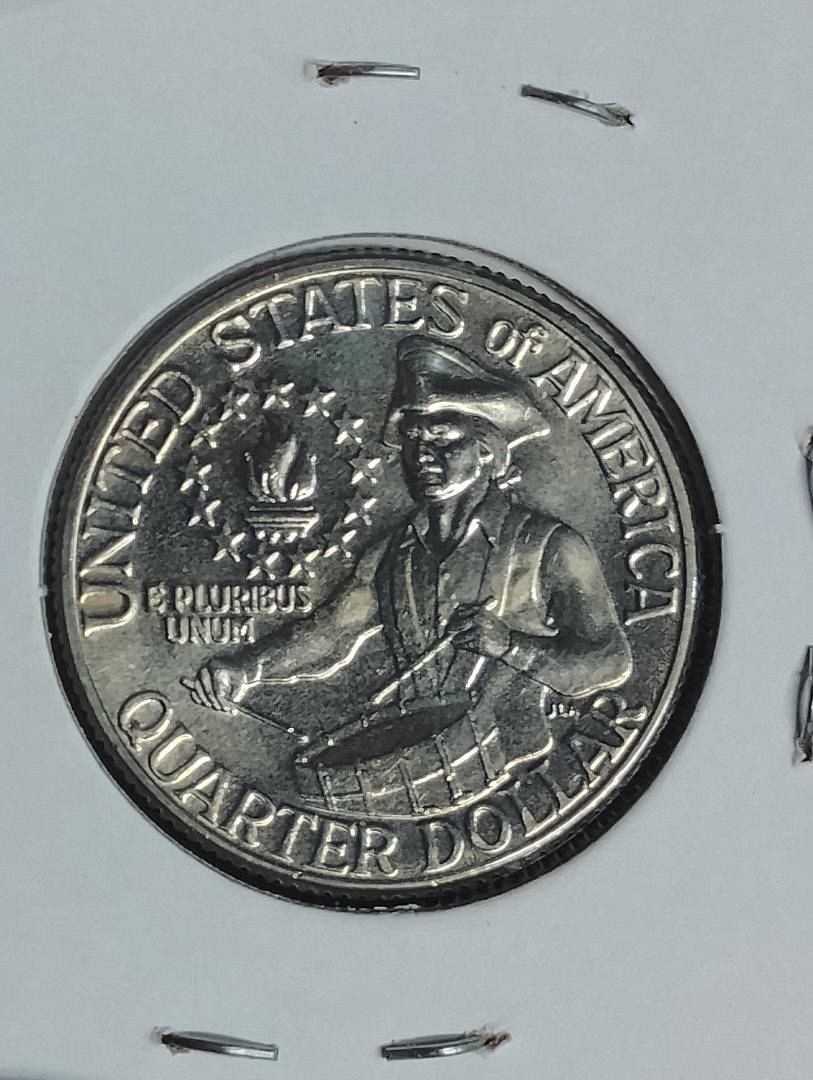 UNITED STATES of AMERICA
E PLURIBUS
UNUM
QUARTER DOLLAR